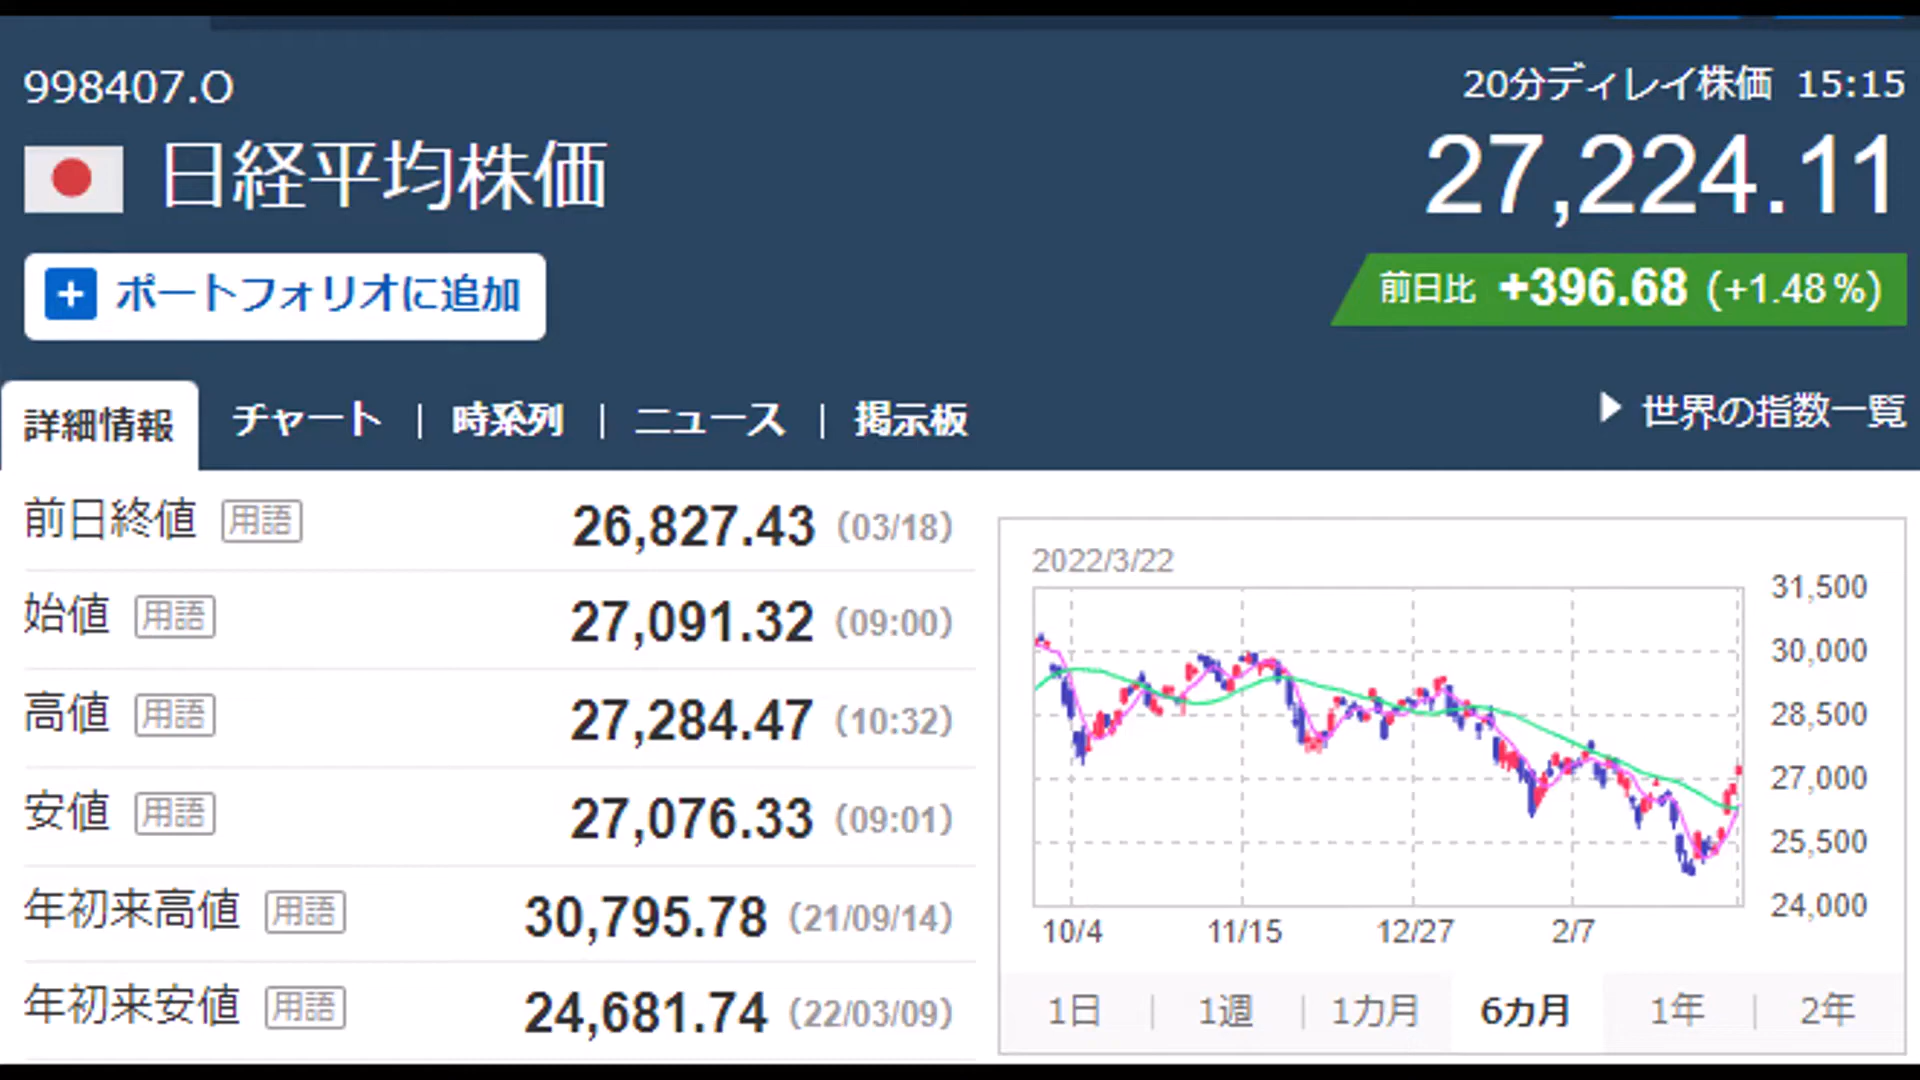 998407.O
20分ディレイ株価 15:15
日経平均株価
27,224.11
ポートフォリオに追加
前日比 +396.68 (+1.48%)
詳細情報 チャート | 時系列 | ニュース | 掲示板
世界の指数一覧
前日終値 用語 26,827.43 (03/18)
始値 用語 27,091.32 (09:00)
高値 用語 27,284.47 (10:32)
安値 用語 27,076.33 (09:01)
年初来高値 用語 30,795.78 (21/09/14)
年初来安値 用語 24,681.74 (22/03/09)
2022/3/22
31,500
30,000
28,500
27,000
25,500
24,000
10/4 11/15 12/27 2/7
1日 | 1週 | 1カ月 6カ月 1年 | 2年